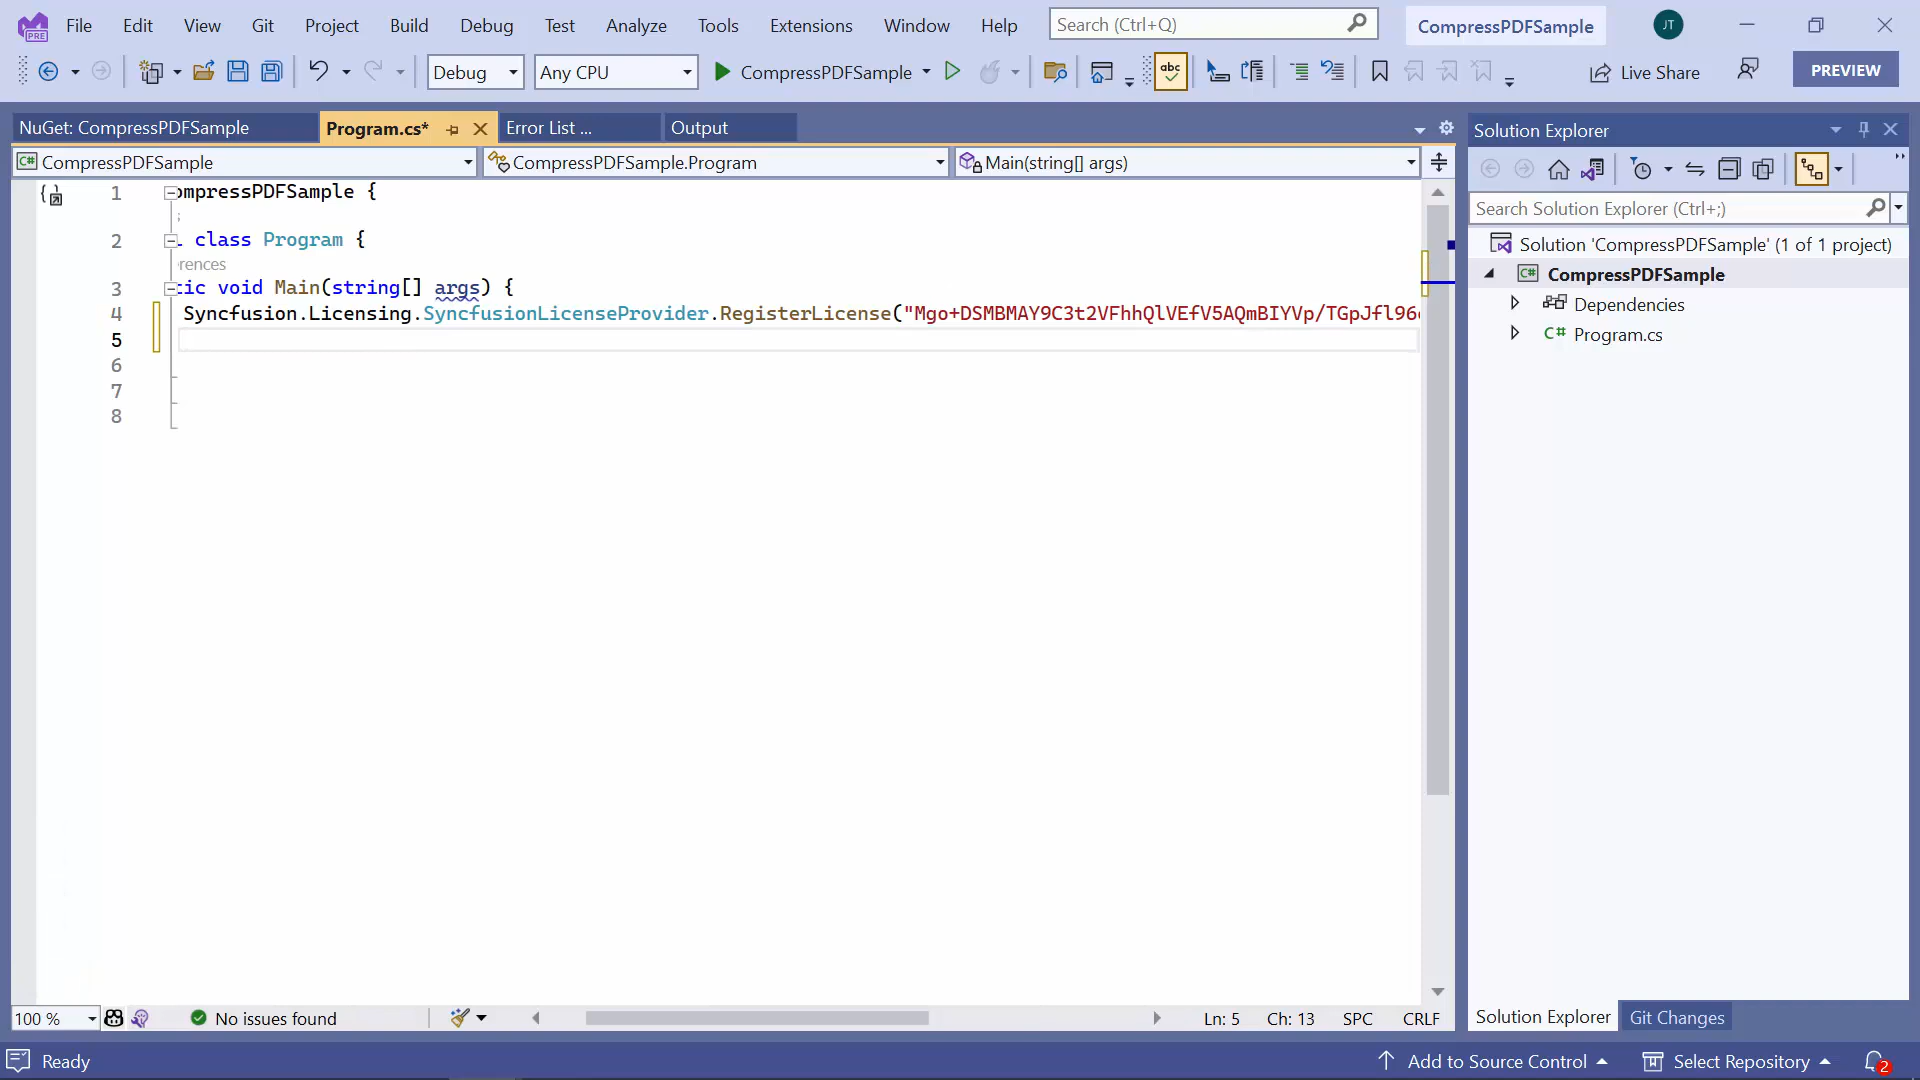 File Edit View Git Project Build Debug Test Analyze Tools Extensions Window Help Search (Ctrl+Q) CompressPDFSample JT
PRE
Debug Any CPU CompressPDFSample abc Live Share PREVIEW
NuGet: CompressPDFSample Program.cs* Error List ... Output
Solution Explorer
C# CompressPDFSample CompressPDFSample.Program Main(string[] args)
Search Solution Explorer (Ctrl+;)
1 ompressPDFSample {
2 class Program {
rences
3 tic void Main(string[] args) {
4 Syncfusion.Licensing.SyncfusionLicenseProvider.RegisterLicense("Mgo+DSMBMAY9C3t2VFhhQlVEfV5AQmBIYVp/TGpJfl96
5
6
7
8
Solution 'CompressPDFSample' (1 of 1 project)
C# CompressPDFSample
Dependencies
C# Program.cs
100 % No issues found Ln: 5 Ch: 13 SPC CRLF
Solution Explorer Git Changes
Ready Add to Source Control Select Repository 2